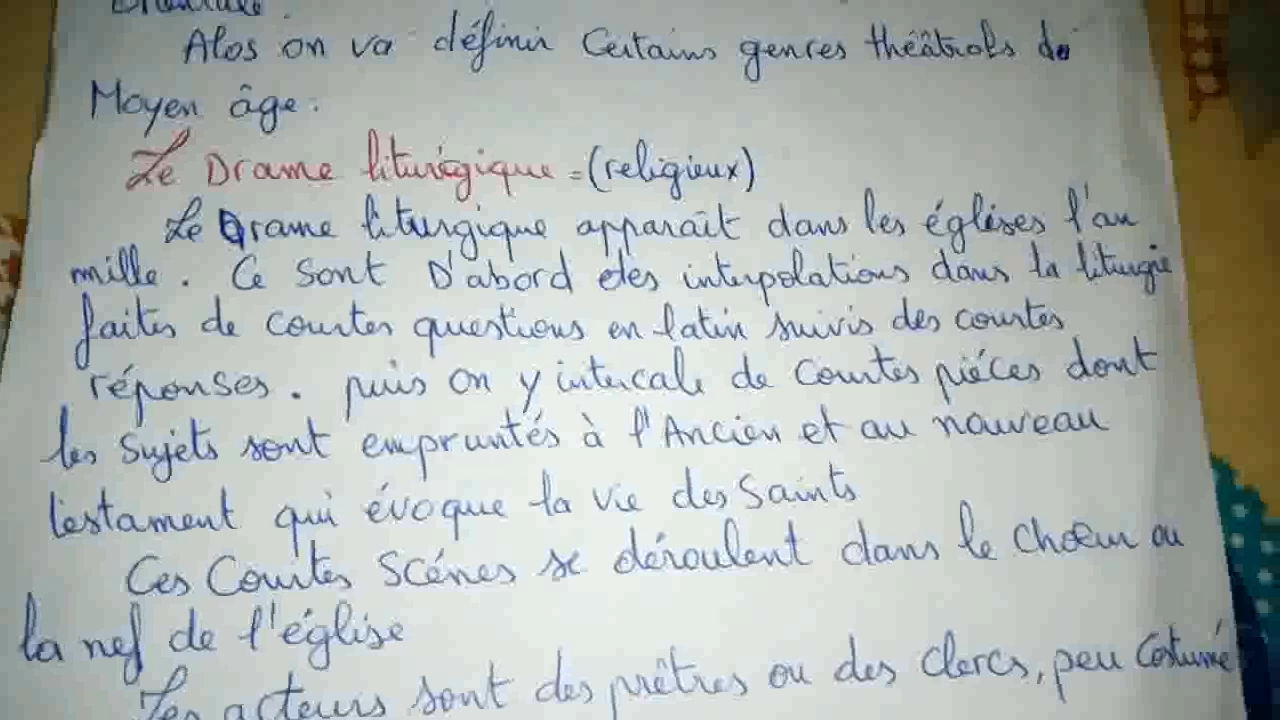 Alos on va définir Certains genres théâtrals du
Moyen âge :
Le Drame liturégique = (religieux)
Le Drame liturgique apparaît dans les églises l'an
mille . Ce sont D'abord des interpolations dans la liturgie
faites de courtes questions en latin suivis des courtes
réponses . puis on y intercale de courtes piéces dont
les sujets sont empruntés à l'Ancien et au nouveau
testament qui évoque la vie des Saints
Ces Courtes Scénes se déroulent dans le choeur ou
la nef de l'église
Les acteurs sont des prêtres ou des clercs, peu Costumé